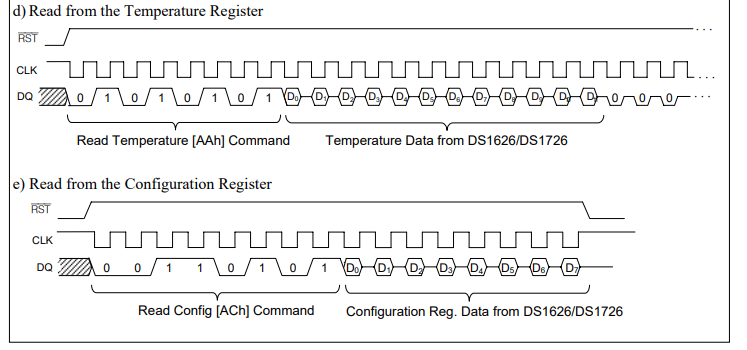 d) Read from the Temperature Register
RST
CLK
DQ 0 1 0 1 0 1 0 1 D0 D1 D2 D3 D4 D5 D6 D7 D8 D9 0 0 0
Read Temperature [AAh] Command Temperature Data from DS1626/DS1726
e) Read from the Configuration Register
RST
CLK
DQ 0 0 1 1 0 1 0 1 D0 D1 D2 D3 D4 D5 D6 D7
Read Config [ACh] Command Configuration Reg. Data from DS1626/DS1726